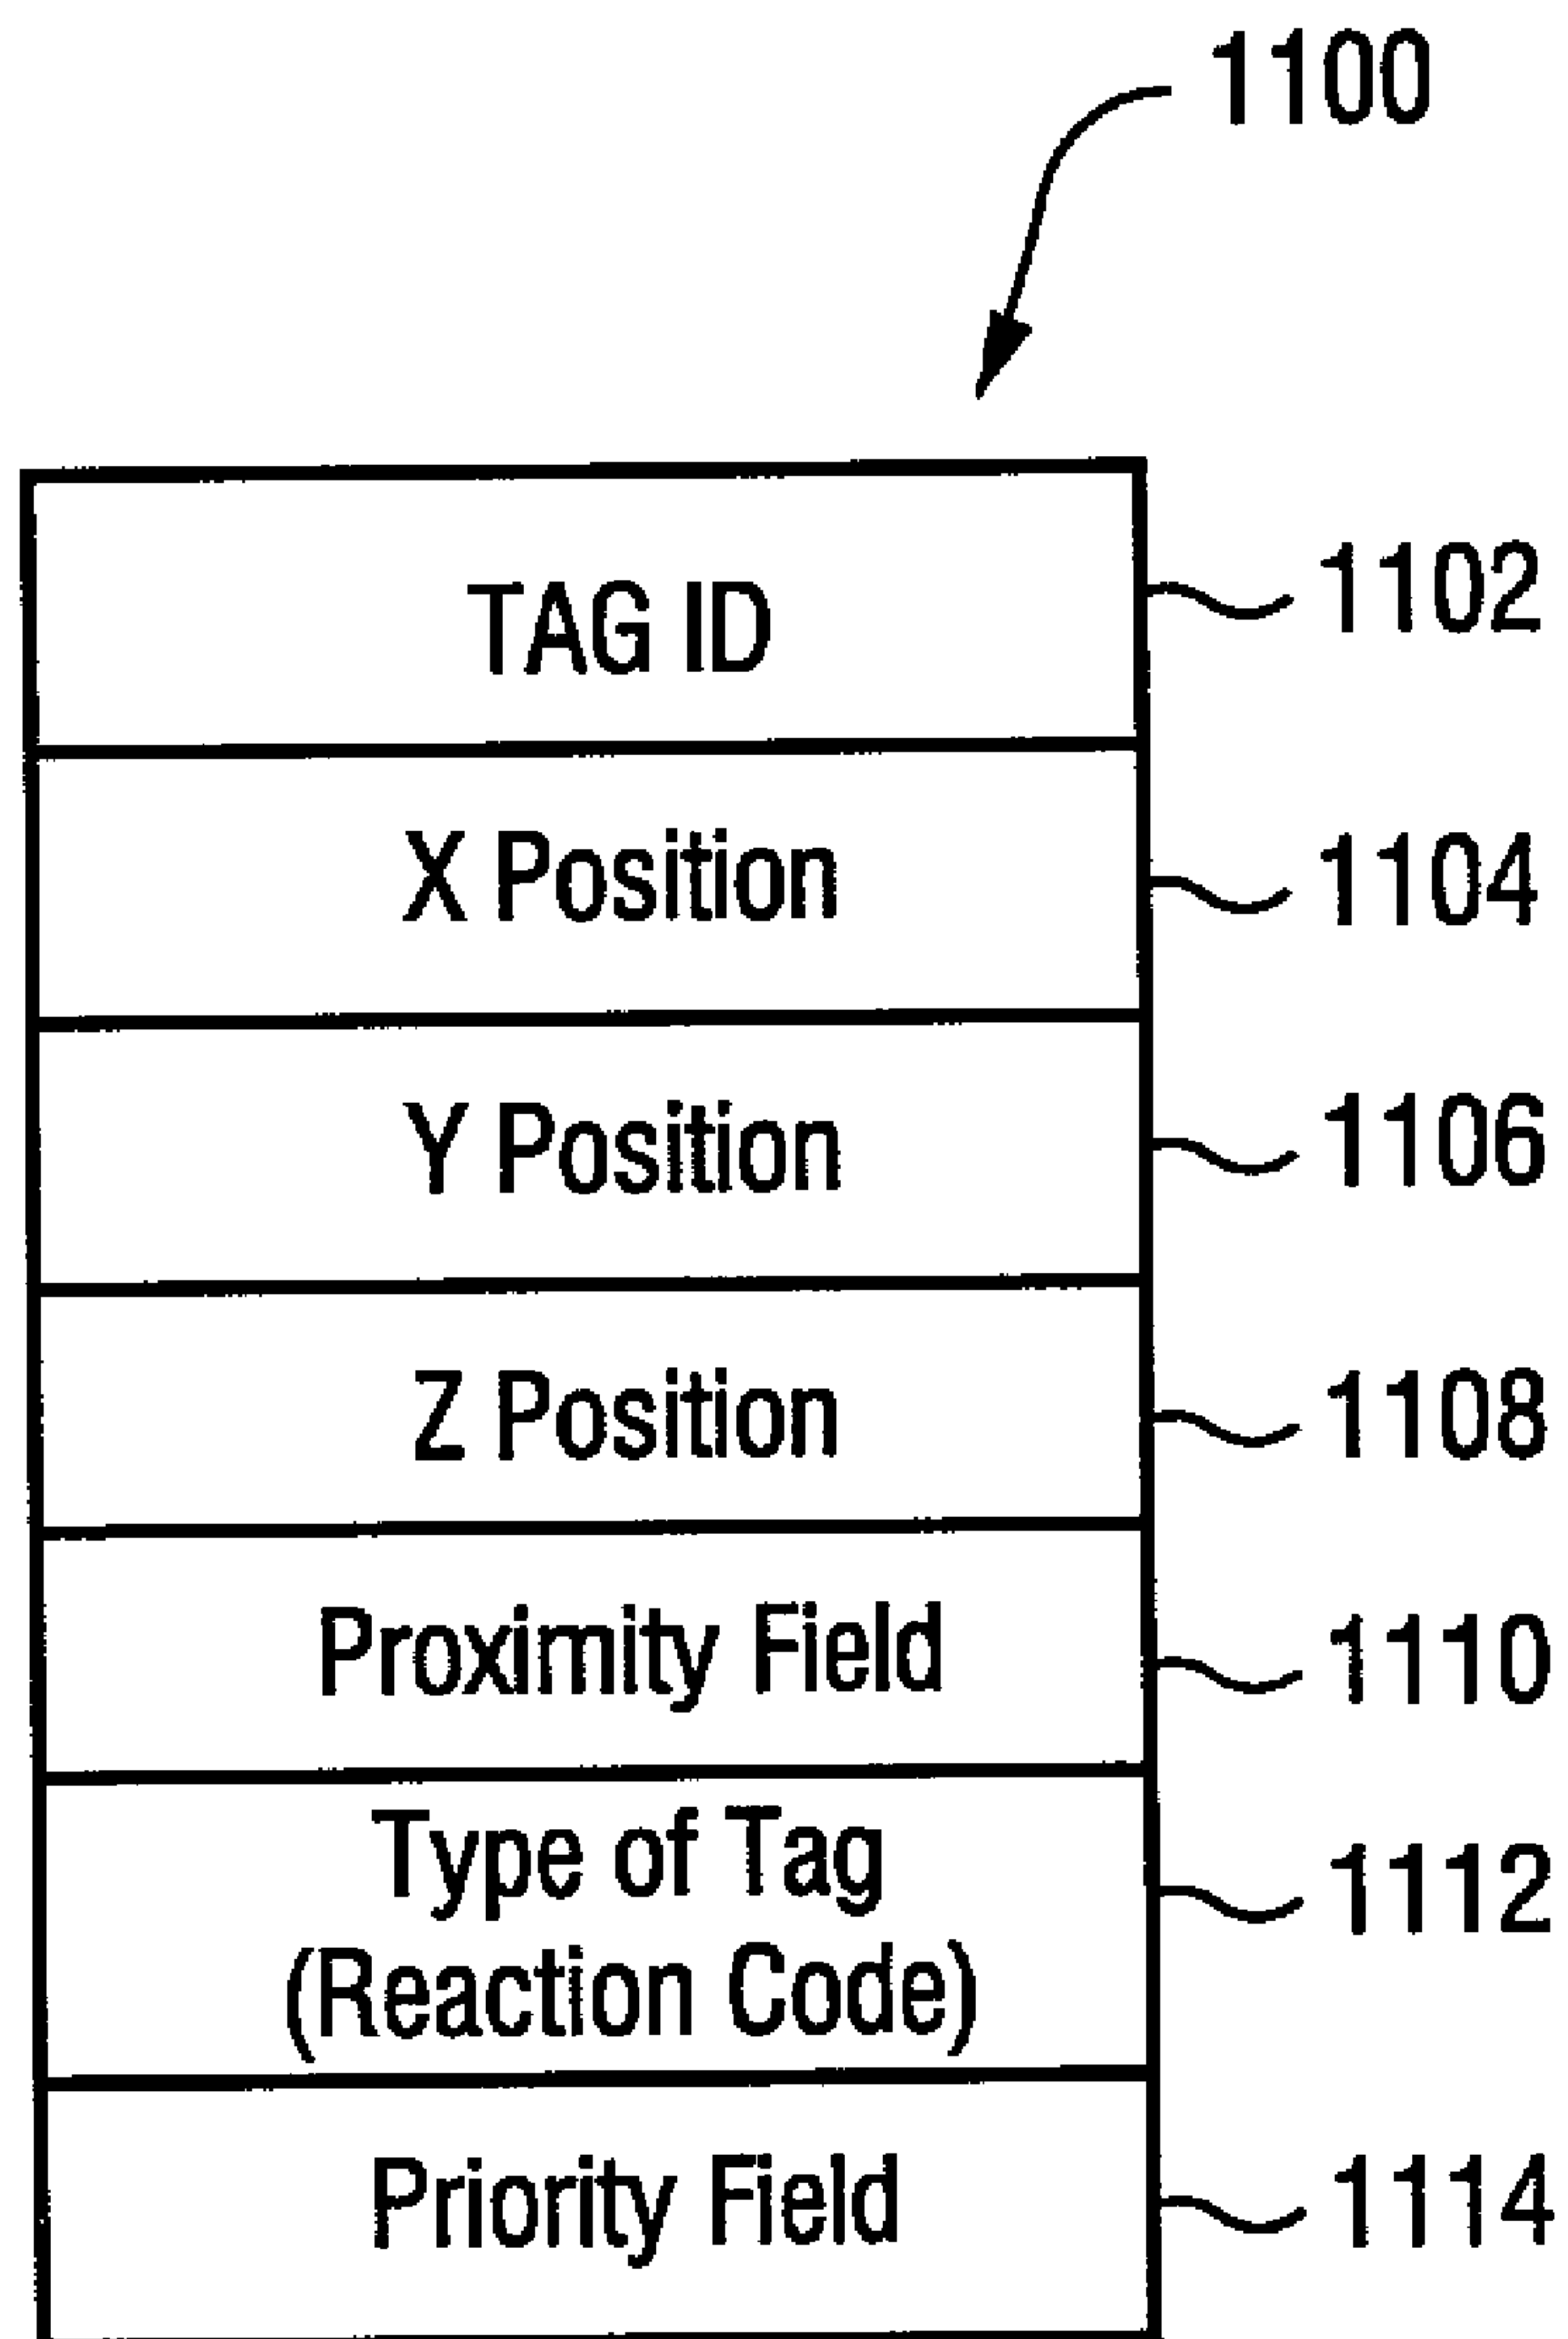 1100
TAG ID 1102
X Position 1104
Y Position 1106
Z Position 1108
Proximity Field 1110
Type of Tag
(Reaction Code) 1112
Priority Field 1114